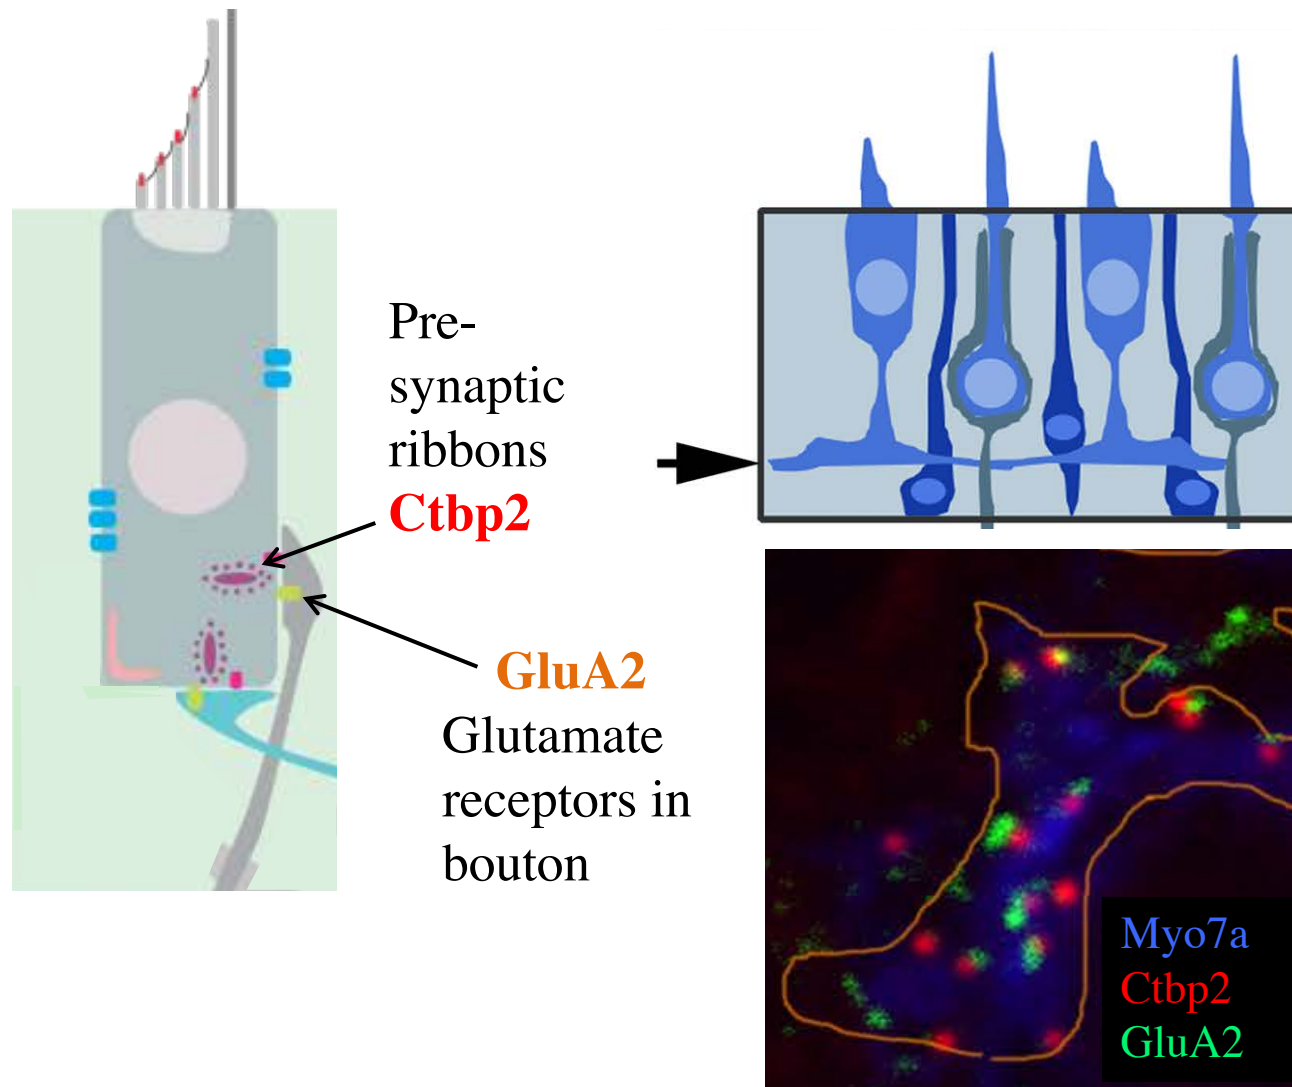 Pre-
synaptic
ribbons
Ctbp2
GluA2
Glutamate
receptors in
bouton
Myo7a
Ctbp2
GluA2